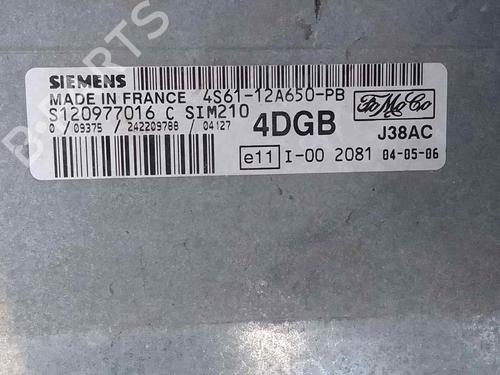 B-PARTS
SIEMENS
MADE IN FRANCE 4S61-12A650-PB
S120977016 C SIM210
0 / 09375 / 242209788 / 04127
4DGB
FoMoCo
J38AC
e11 I-00 2081 04-05-06